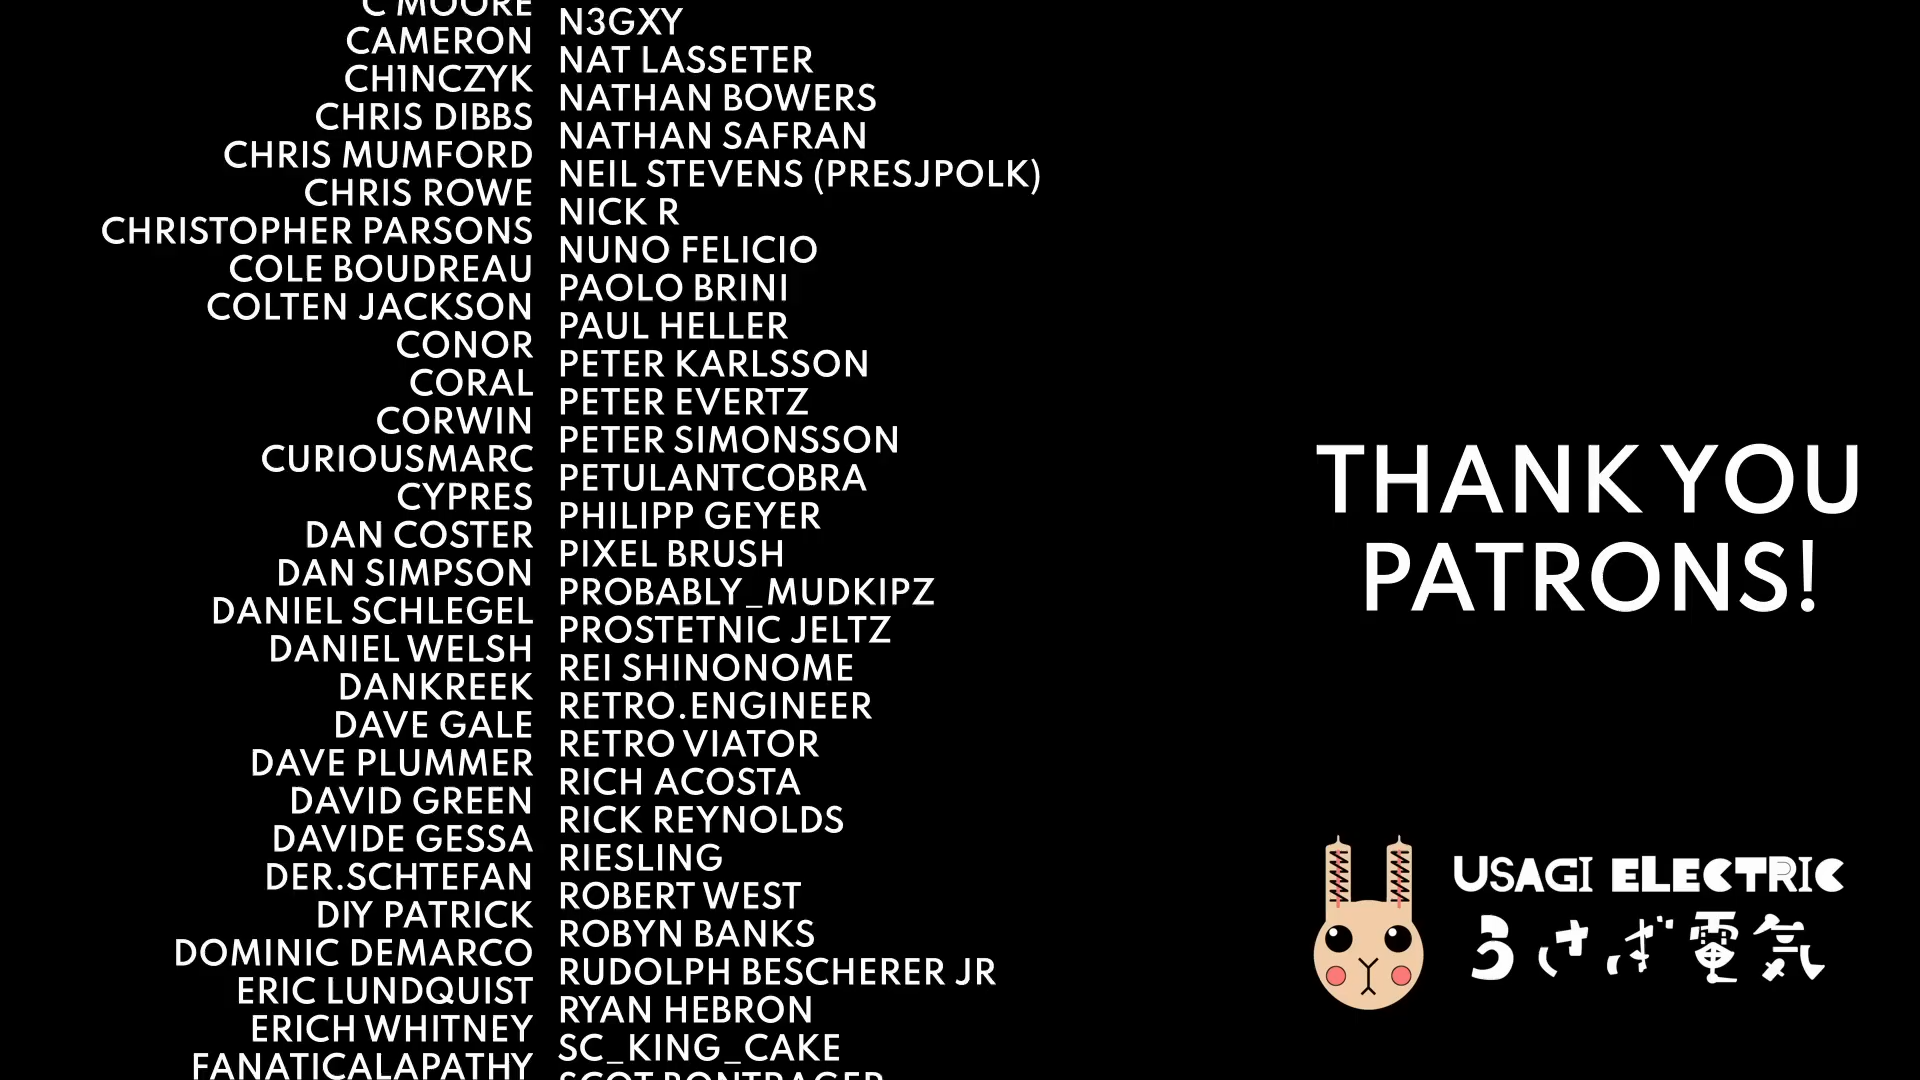 C MOORE
CAMERON
CH1NCZYK
CHRIS DIBBS
CHRIS MUMFORD
CHRIS ROWE
CHRISTOPHER PARSONS
COLE BOUDREAU
COLTEN JACKSON
CONOR
CORAL
CORWIN
CURIOUSMARC
CYPRES
DAN COSTER
DAN SIMPSON
DANIEL SCHLEGEL
DANIEL WELSH
DANKREEK
DAVE GALE
DAVE PLUMMER
DAVID GREEN
DAVIDE GESSA
DER.SCHTEFAN
DIY PATRICK
DOMINIC DEMARCO
ERIC LUNDQUIST
ERICH WHITNEY
FANATICALAPATHY
N3GXY
NAT LASSETER
NATHAN BOWERS
NATHAN SAFRAN
NEIL STEVENS (PRESJPOLK)
NICK R
NUNO FELICIO
PAOLO BRINI
PAUL HELLER
PETER KARLSSON
PETER EVERTZ
PETER SIMONSSON
PETULANTCOBRA
PHILIPP GEYER
PIXEL BRUSH
PROBABLY_MUDKIPZ
PROSTETNIC JELTZ
REI SHINONOME
RETRO.ENGINEER
RETRO VIATOR
RICH ACOSTA
RICK REYNOLDS
RIESLING
ROBERT WEST
ROBYN BANKS
RUDOLPH BESCHERER JR
RYAN HEBRON
SC_KING_CAKE
SCOT BONTRAGER
THANK YOU
PATRONS!
USAGI ELECTRIC
うさぎ電気